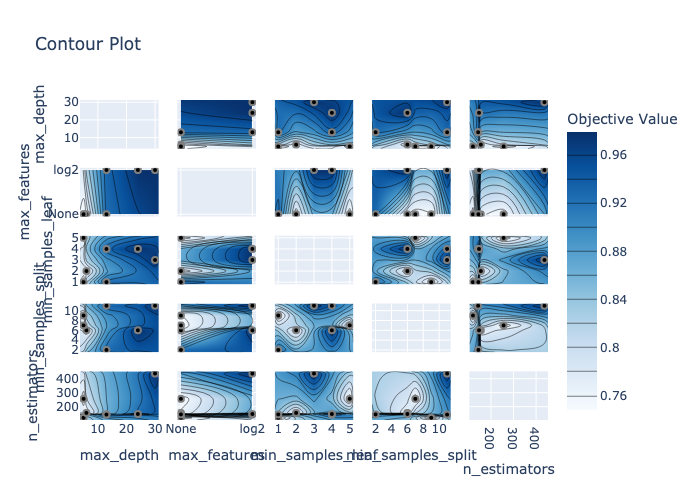 Contour Plot
Objective Value
max_depth
30
20
10
max_features
log2
None
min_samples_leaf
5
4
3
2
1
min_samples_split
10
8
6
4
2
n_estimators
400
300
200
0.96
0.92
0.88
0.84
0.8
0.76
10 20 30
None log2
1 2 3 4 5
2 4 6 8 10
200 300 400
max_depth
max_features
min_samples_leaf
min_samples_split
n_estimators